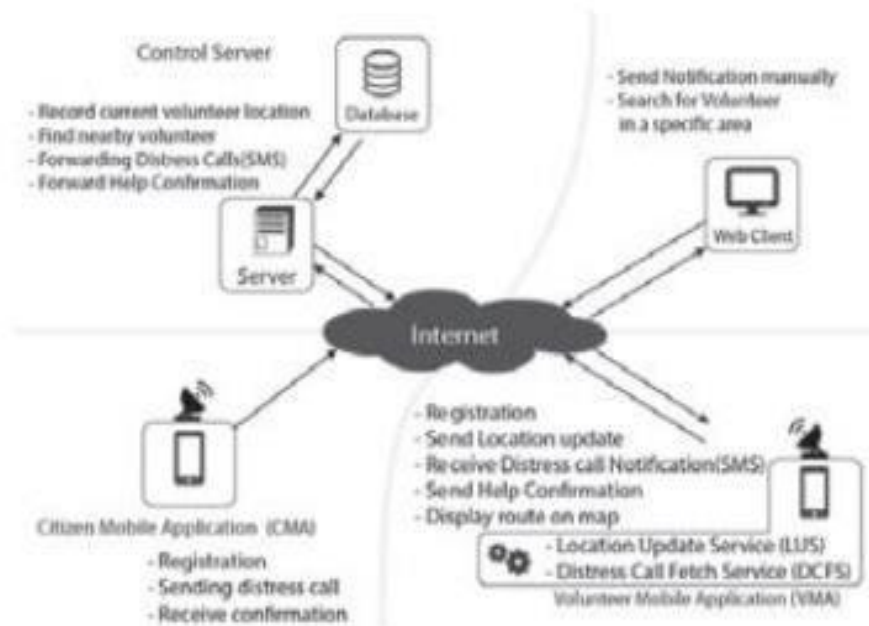 Control Server
Database
- Record current volunteer location
- Find nearby volunteer
- Forwarding Distress Calls(SMS)
- Forward Help Confirmation
Server
- Send Notification manually
- Search for Volunteer
in a specific area
Web Client
Internet
Citizen Mobile Application (CMA)
- Registration
- Sending distress call
- Receive confirmation
- Registration
- Send Location update
- Receive Distress call Notification(SMS)
- Send Help Confirmation
- Display route on map
- Location Update Service (LUS)
- Distress Call Fetch Service (DCFS)
Volunteer Mobile Application (VMA)